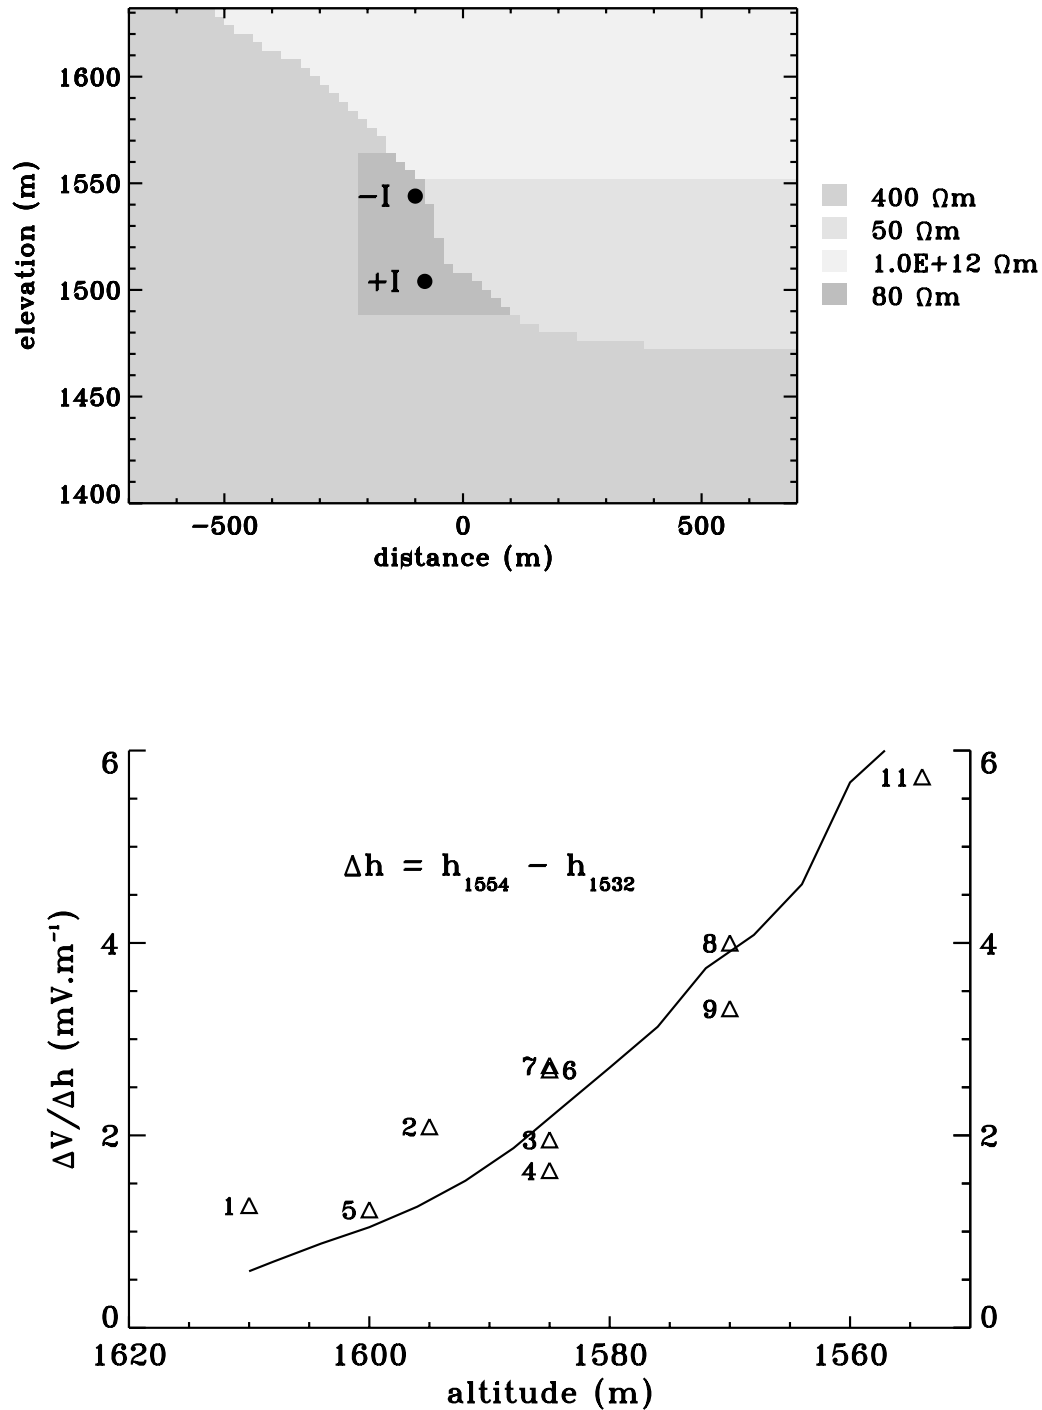 1600
1550
1500
1450
1400
elevation (m)
−I
+I
−500 0 500
distance (m)
400 Ωm
50 Ωm
1.0E+12 Ωm
80 Ωm
6
4
2
0
ΔV/Δh (mV.m⁻¹)
Δh = h₁₅₅₄ − h₁₅₃₂
11
8
9
7
6
2
3
4
1
5
6
4
2
0
1620 1600 1580 1560
altitude (m)